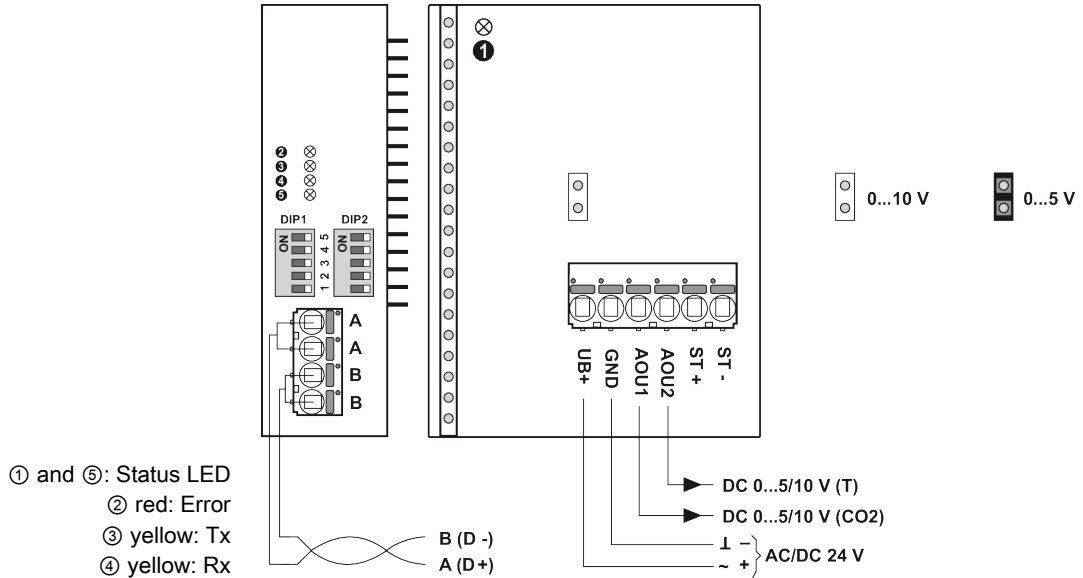 ❶
❷
❸
❹
❺
DIP1 DIP2
ON ON
1 2 3 4 5
A
A
B
B
0...10 V
0...5 V
UB+
GND
AOU1
AOU2
ST +
ST -
① and ⑤: Status LED
② red: Error
③ yellow: Tx
④ yellow: Rx
B (D -)
A (D+)
DC 0...5/10 V (T)
DC 0...5/10 V (CO2)
⊥ −
~ +
AC/DC 24 V